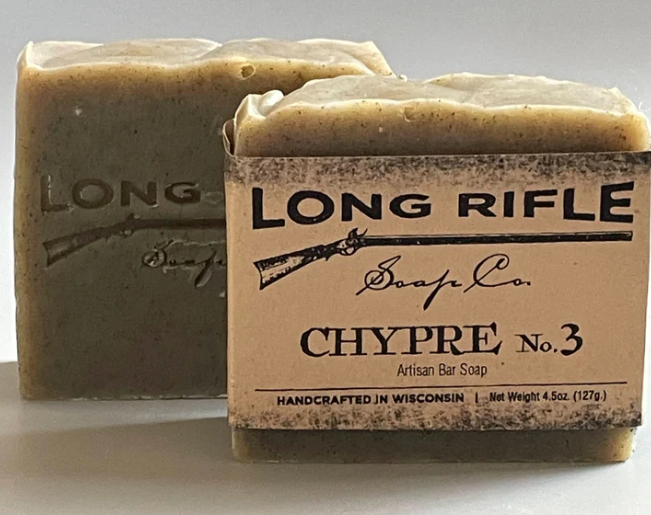 LONG
Soap
LONG RIFLE
Soap Co.
CHYPRE No. 3
Artisan Bar Soap
HANDCRAFTED IN WISCONSIN | Net Weight 4.5oz. (127g.)